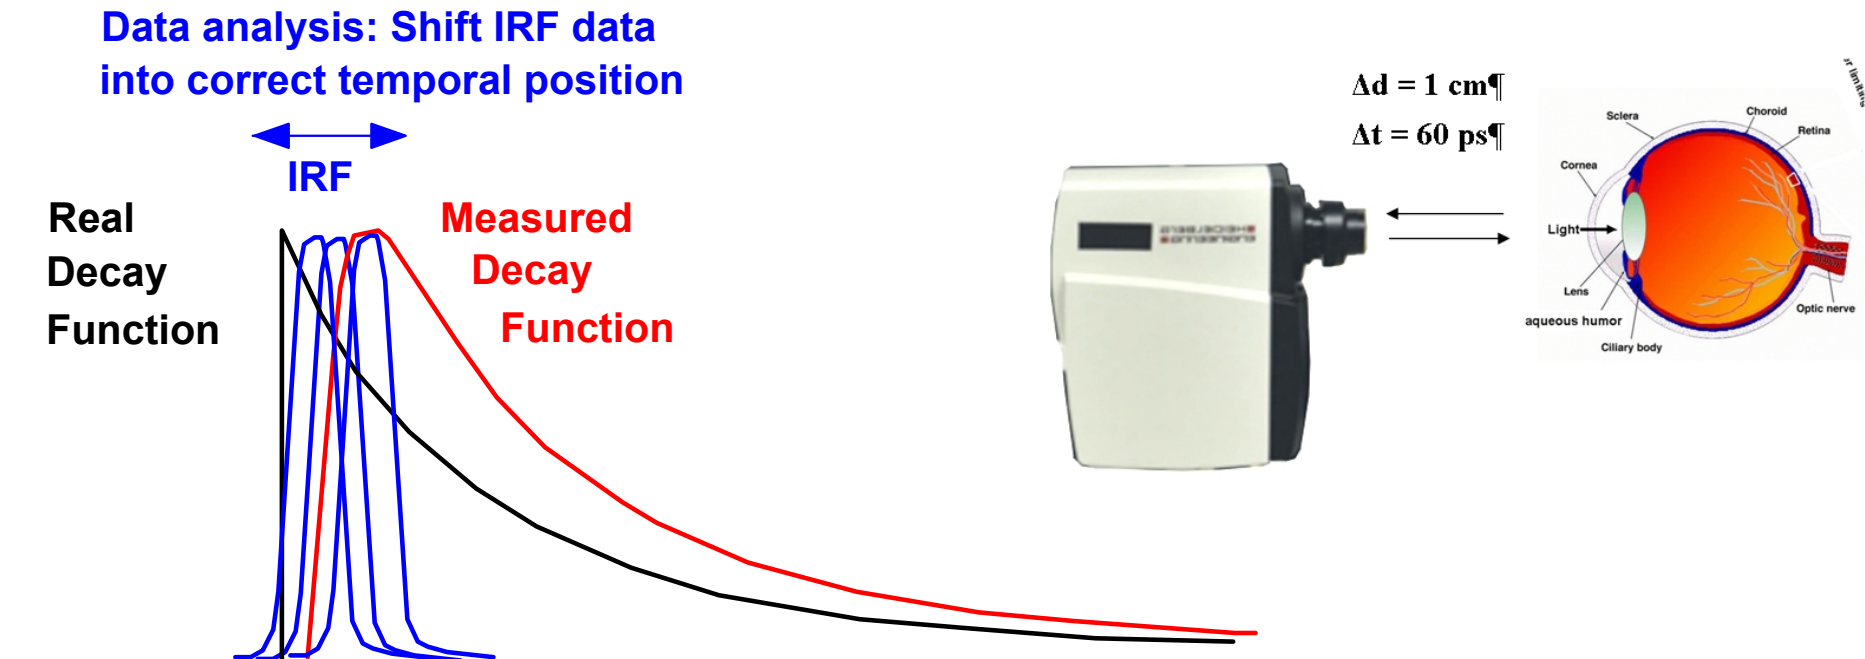 Data analysis: Shift IRF data
into correct temporal position
IRF
Real
Decay
Function
Measured
Decay
Function
Δd = 1 cm¶
Δt = 60 ps¶
Sclera
Choroid
Retina
Cornea
Light
Lens
aqueous humor
Ciliary body
Optic nerve